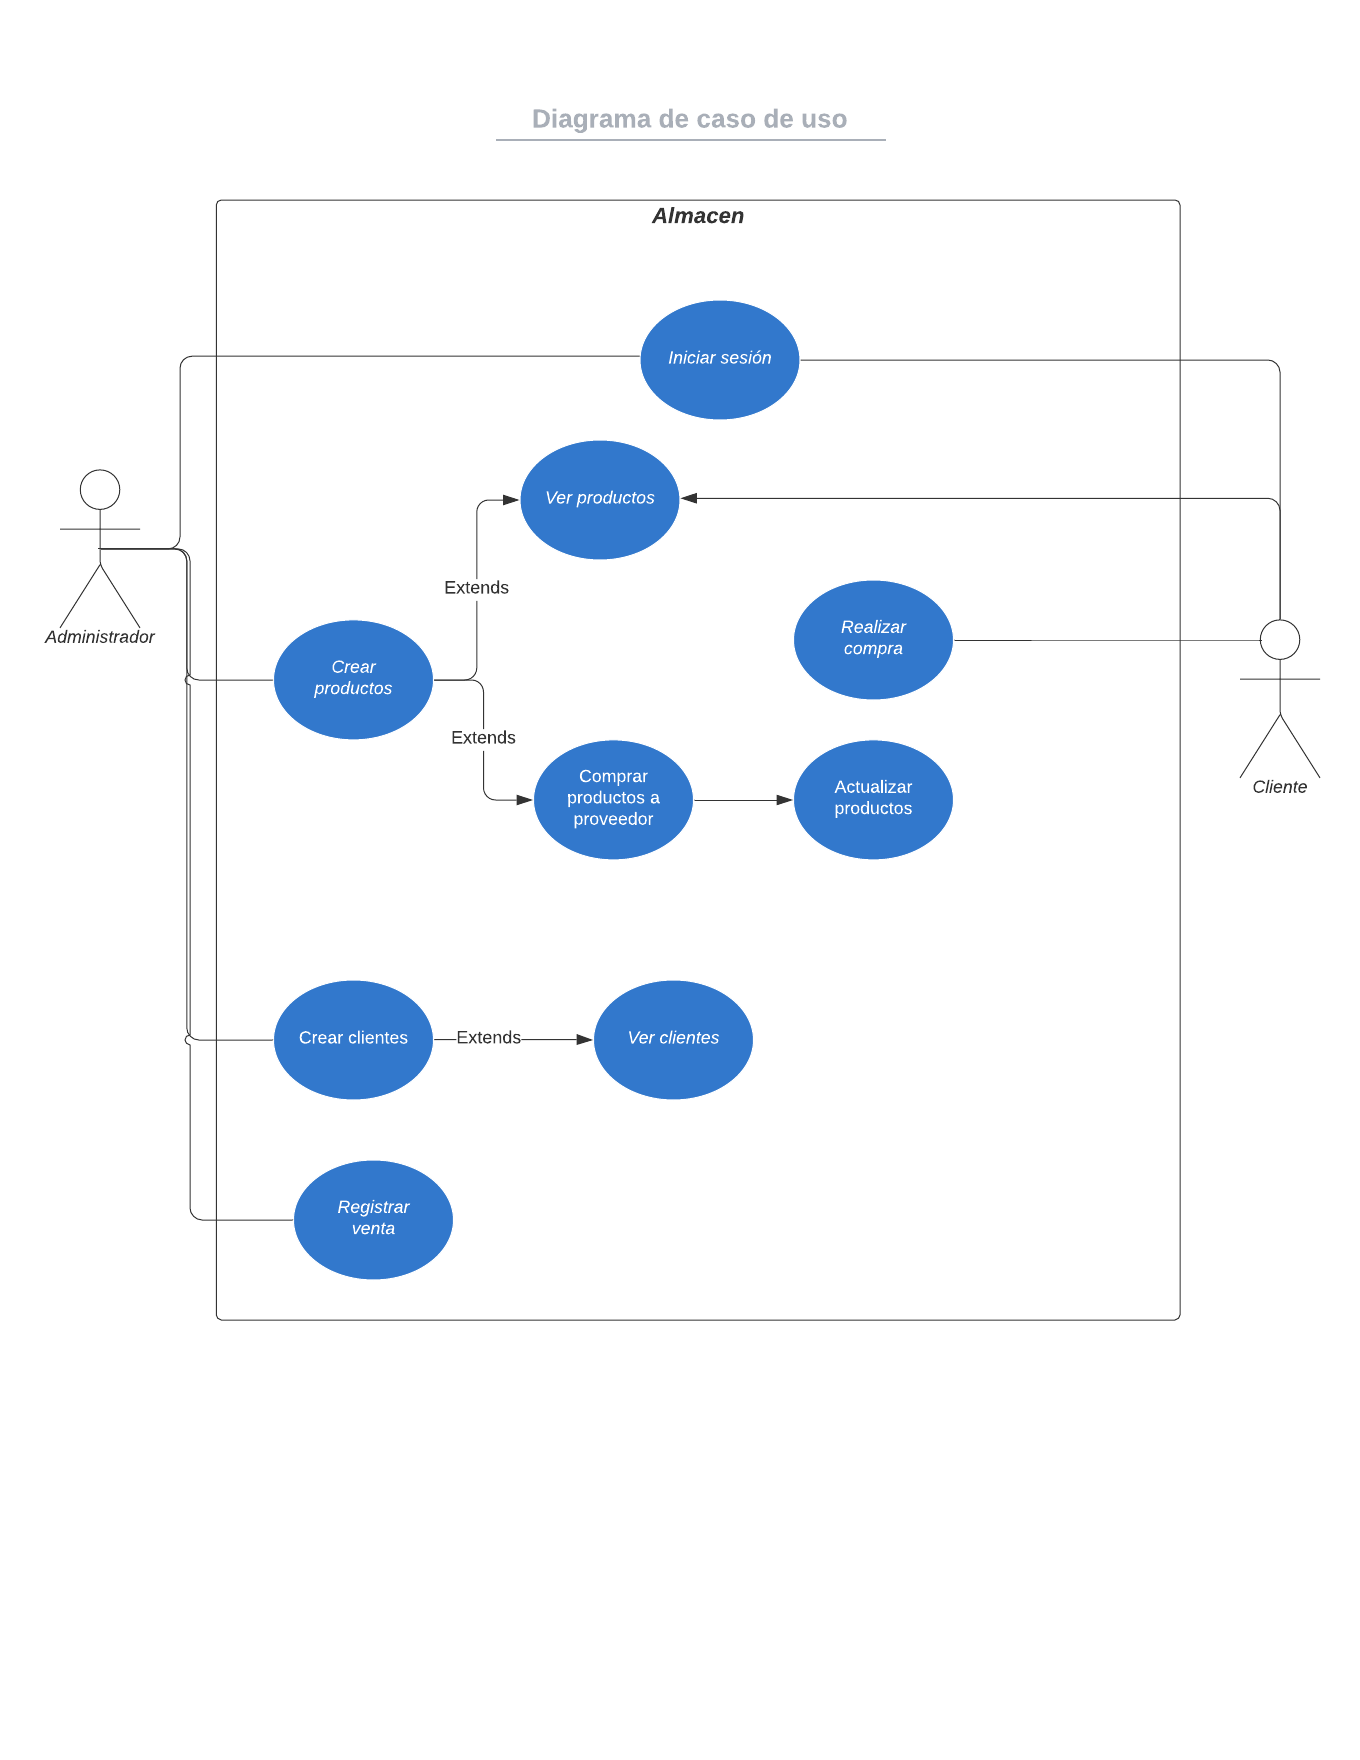 Diagrama de caso de uso
Almacen
Iniciar sesión
Ver productos
Extends
Administrador
Realizar
compra
Crear
productos
Extends
Comprar
productos a
proveedor
Actualizar
productos
Cliente
Crear clientes
Extends
Ver clientes
Registrar
venta